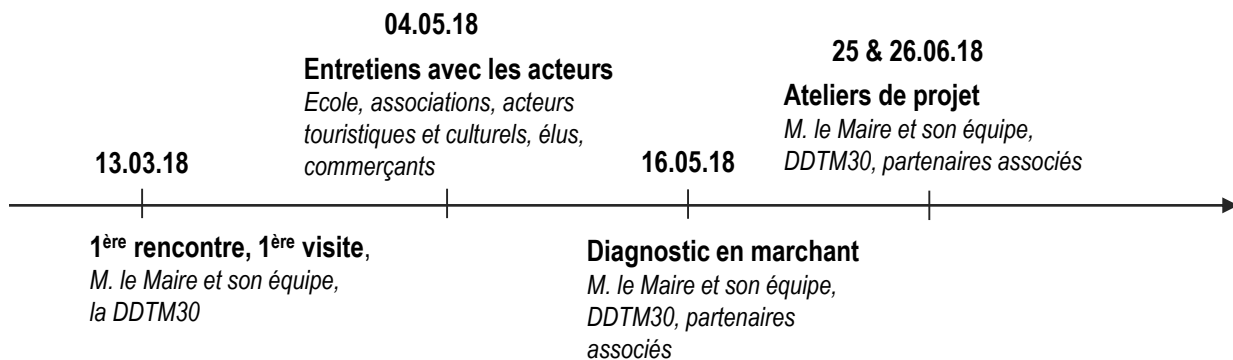 13.03.18
1ère rencontre, 1ère visite,
M. le Maire et son équipe,
la DDTM30
04.05.18
Entretiens avec les acteurs
Ecole, associations, acteurs
touristiques et culturels, élus,
commerçants
16.05.18
Diagnostic en marchant
M. le Maire et son équipe,
DDTM30, partenaires
associés
25 & 26.06.18
Ateliers de projet
M. le Maire et son équipe,
DDTM30, partenaires associés